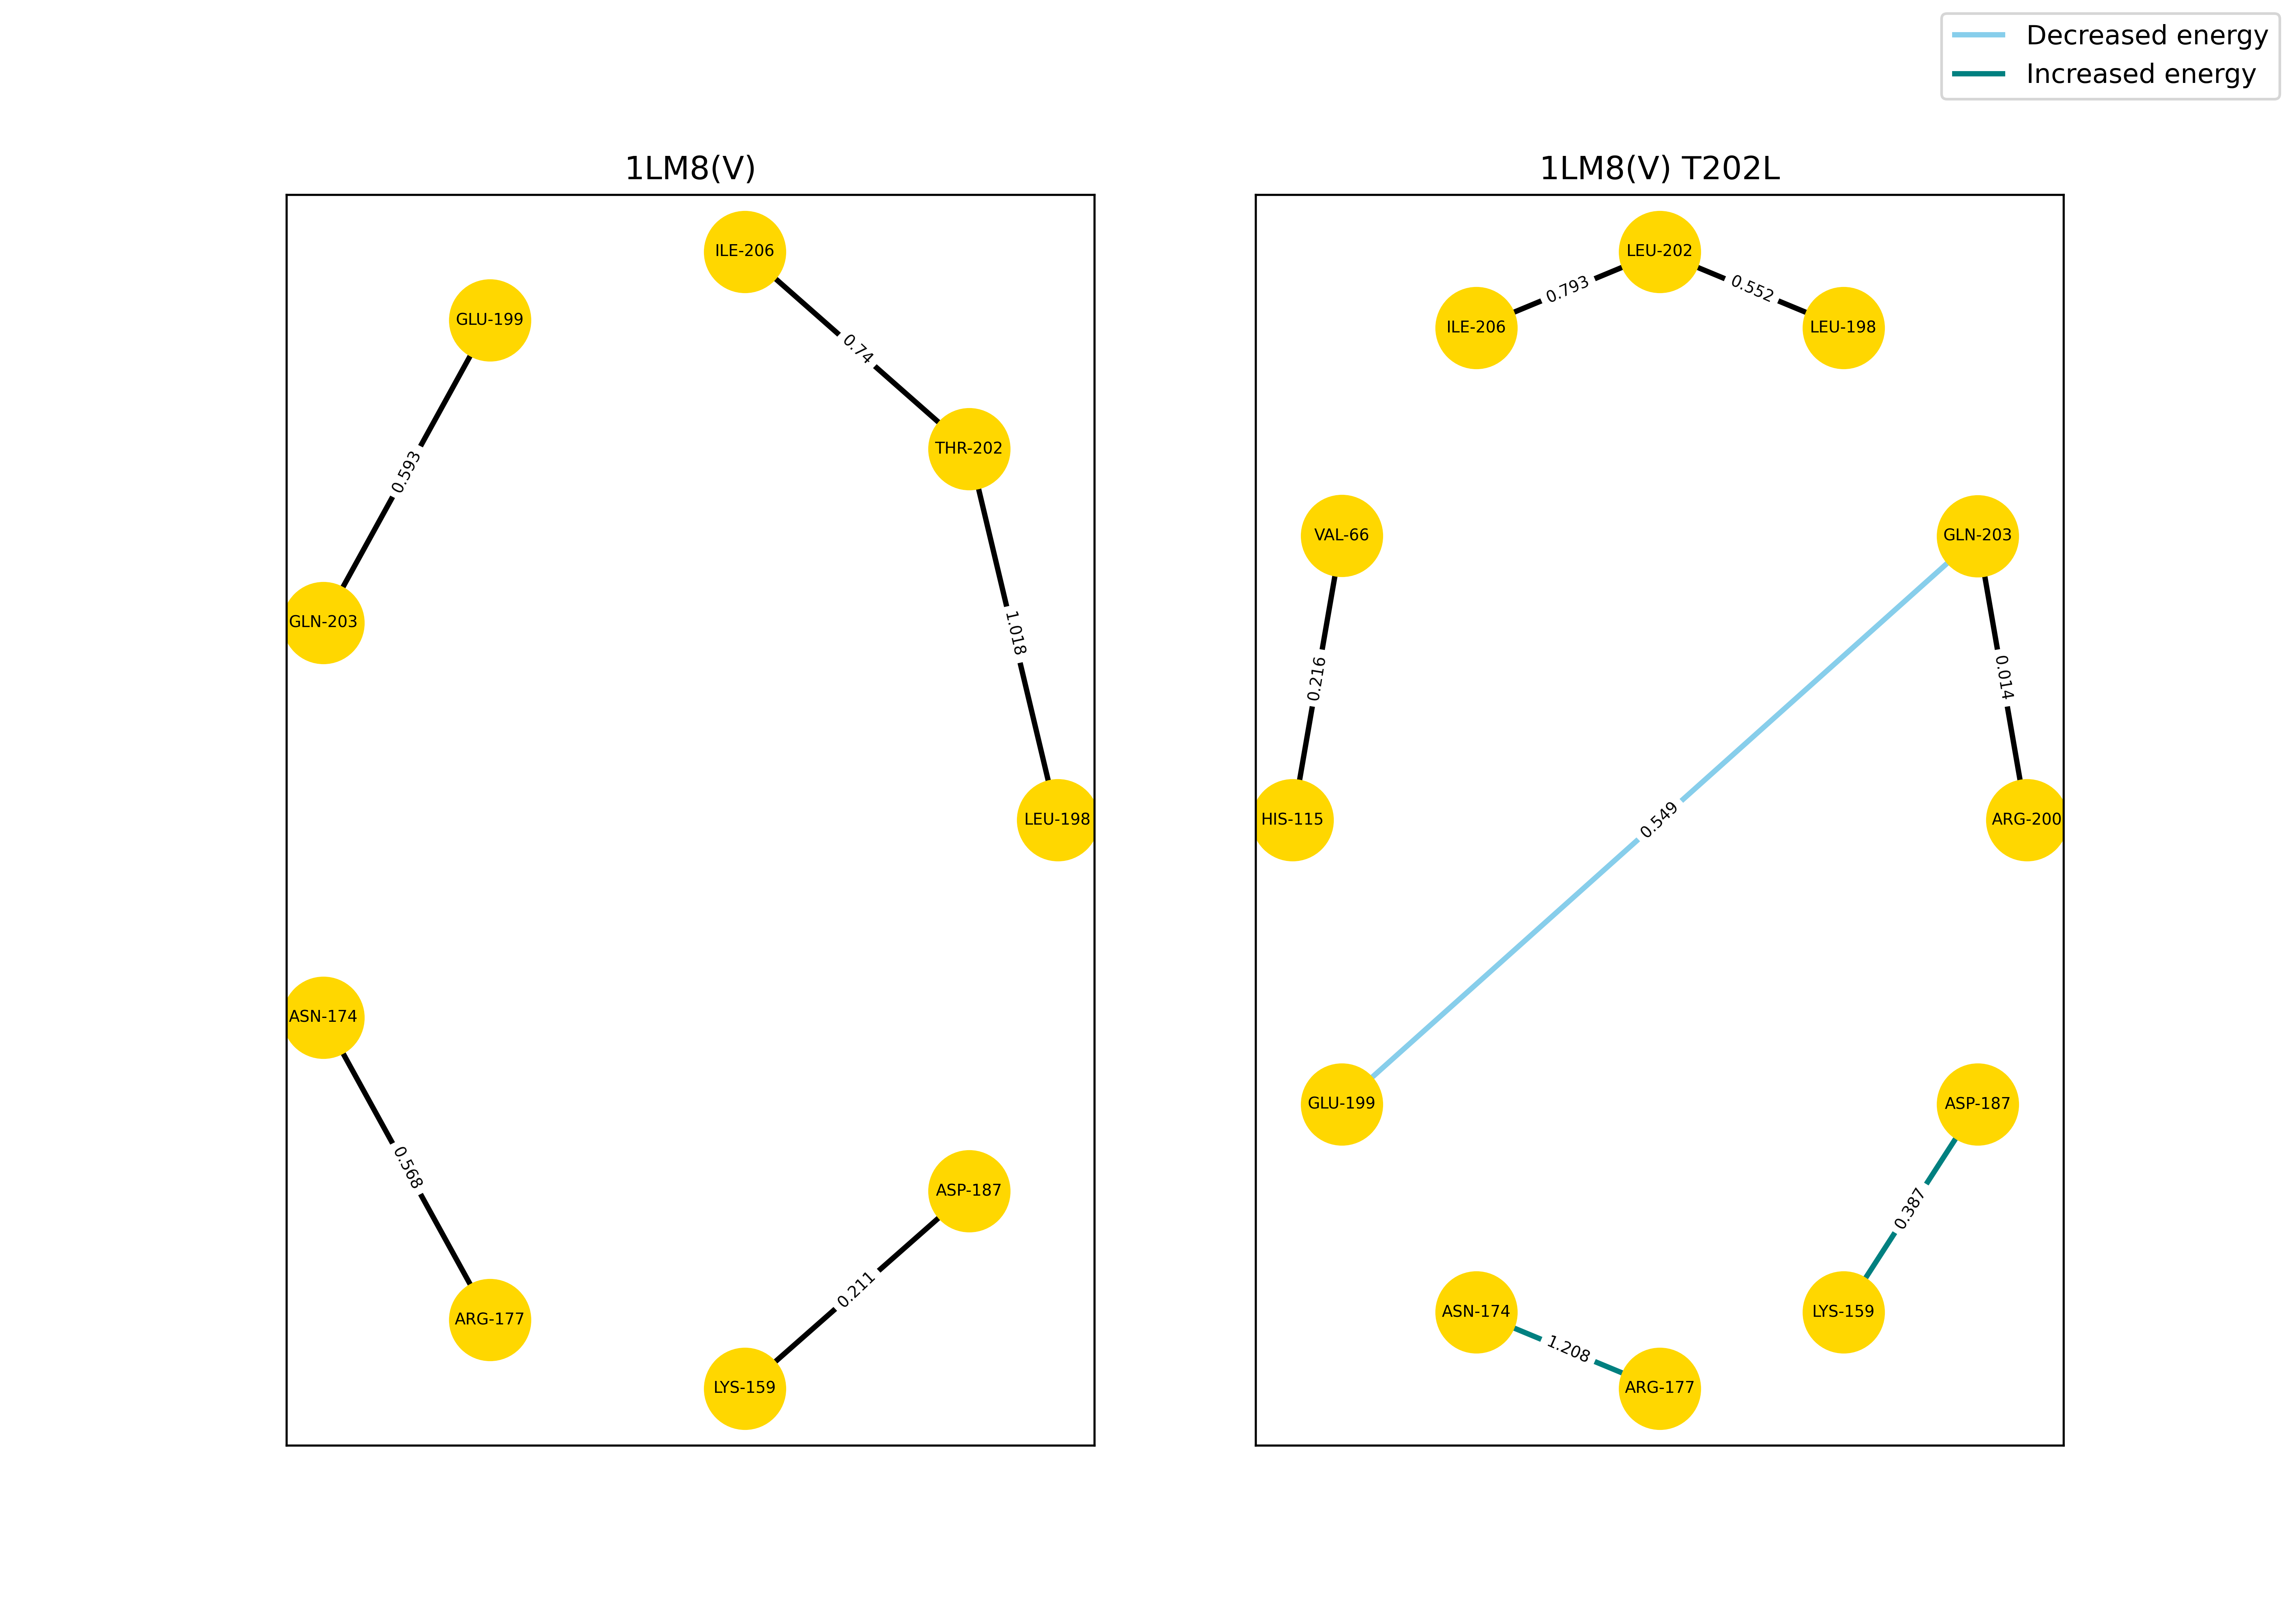 Decreased energy
Increased energy
1LM8(V)
ILE-206
GLU-199
0.74
THR-202
0.593
GLN-203
1.018
LEU-198
ASN-174
0.568
ASP-187
0.211
ARG-177
LYS-159
1LM8(V) T202L
LEU-202
0.793
0.552
ILE-206
LEU-198
VAL-66
GLN-203
0.216
0.014
HIS-115
0.549
ARG-200
GLU-199
ASP-187
0.387
ASN-174
LYS-159
1.208
ARG-177